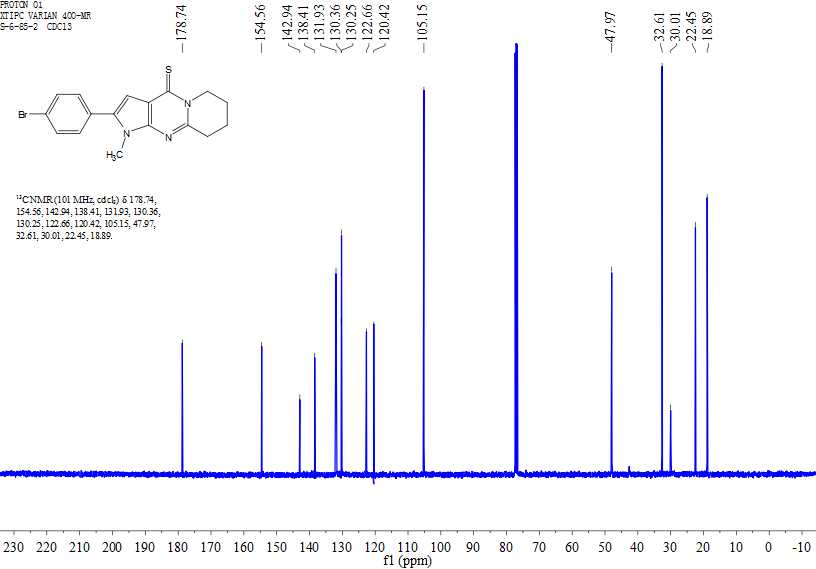 PROTON 01
XTIPC VARIAN 400-MR
S-6-85-2 CDCl3
178.74
154.56
142.94
138.41
131.93
130.36
130.25
122.66
120.42
105.15
47.97
32.61
30.01
22.45
18.89
S
N
Br
N
N
H₃C
¹³C NMR (101 MHz, cdcl₃) δ 178.74,
154.56, 142.94, 138.41, 131.93, 130.36,
130.25, 122.66, 120.42, 105.15, 47.97,
32.61, 30.01, 22.45, 18.89.
230 220 210 200 190 180 170 160 150 140 130 120 110 100 90 80 70 60 50 40 30 20 10 0 -10
f1 (ppm)